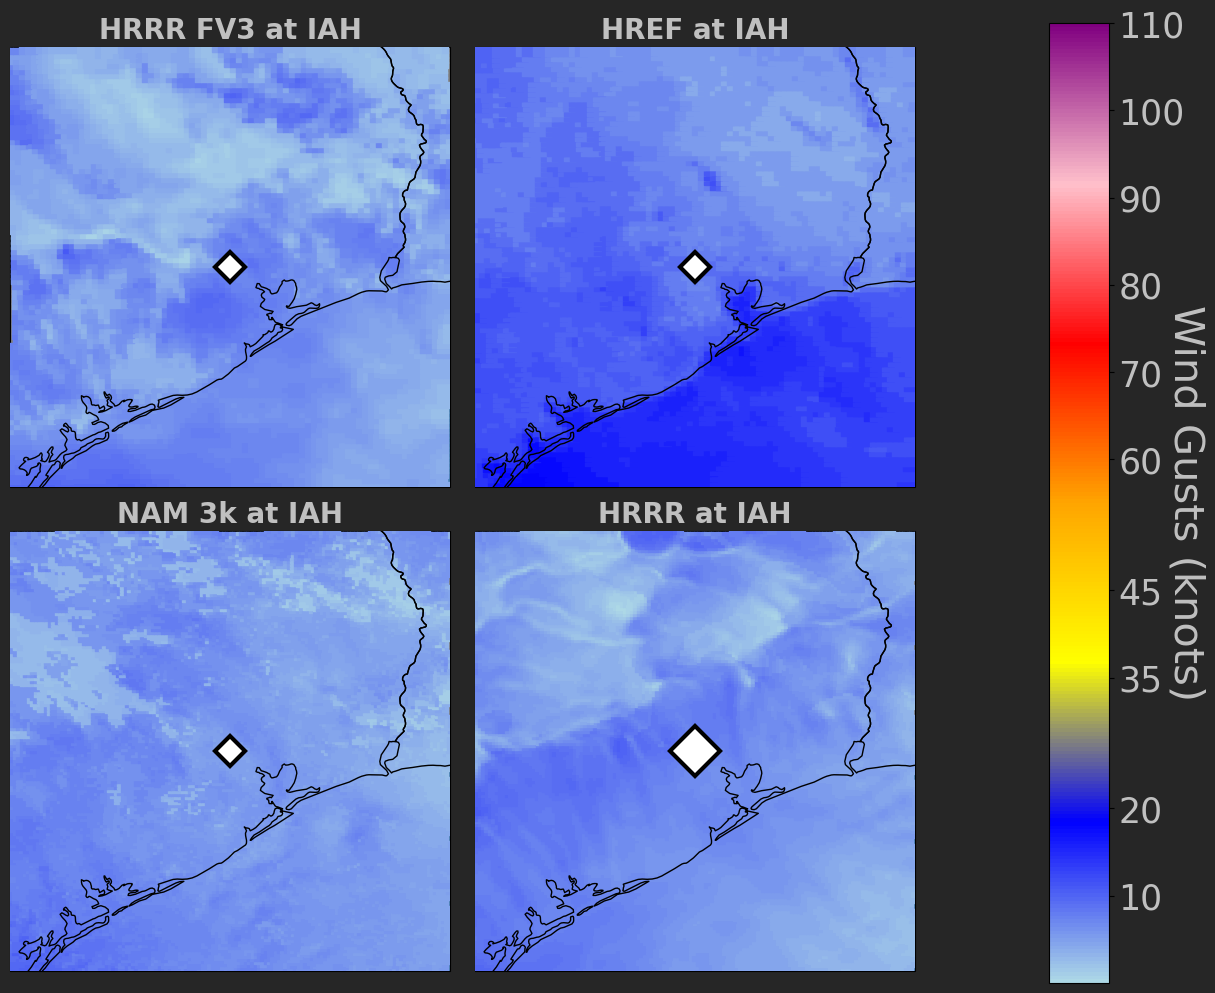 HRRR FV3 at IAH
HREF at IAH
NAM 3k at IAH
HRRR at IAH
110
100
90
80
70
60
45
35
20
10
Wind Gusts (knots)